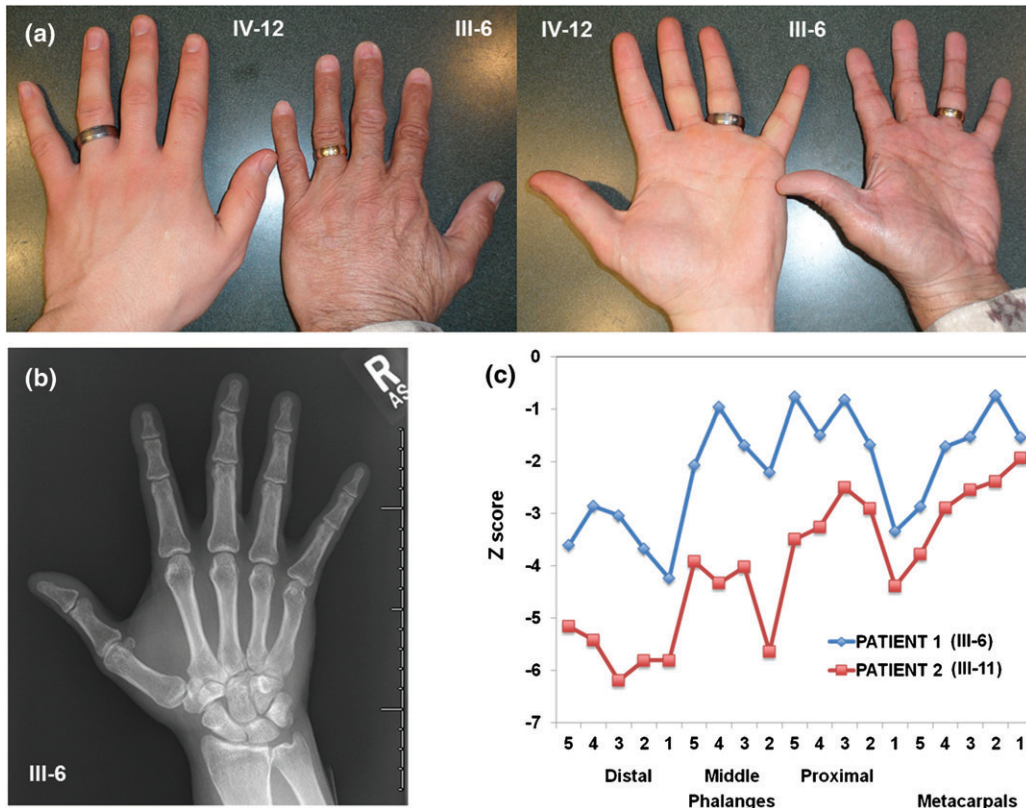 (a)
IV-12
III-6
IV-12
III-6
(b)
R
AS
III-6
(c)
0
-1
-2
-3
-4
-5
-6
-7
Z score
PATIENT 1 (III-6)
PATIENT 2 (III-11)
5 4 3 2 1 5 4 3 2 5 4 3 2 1 5 4 3 2 1
Distal Middle Proximal
Phalanges Metacarpals